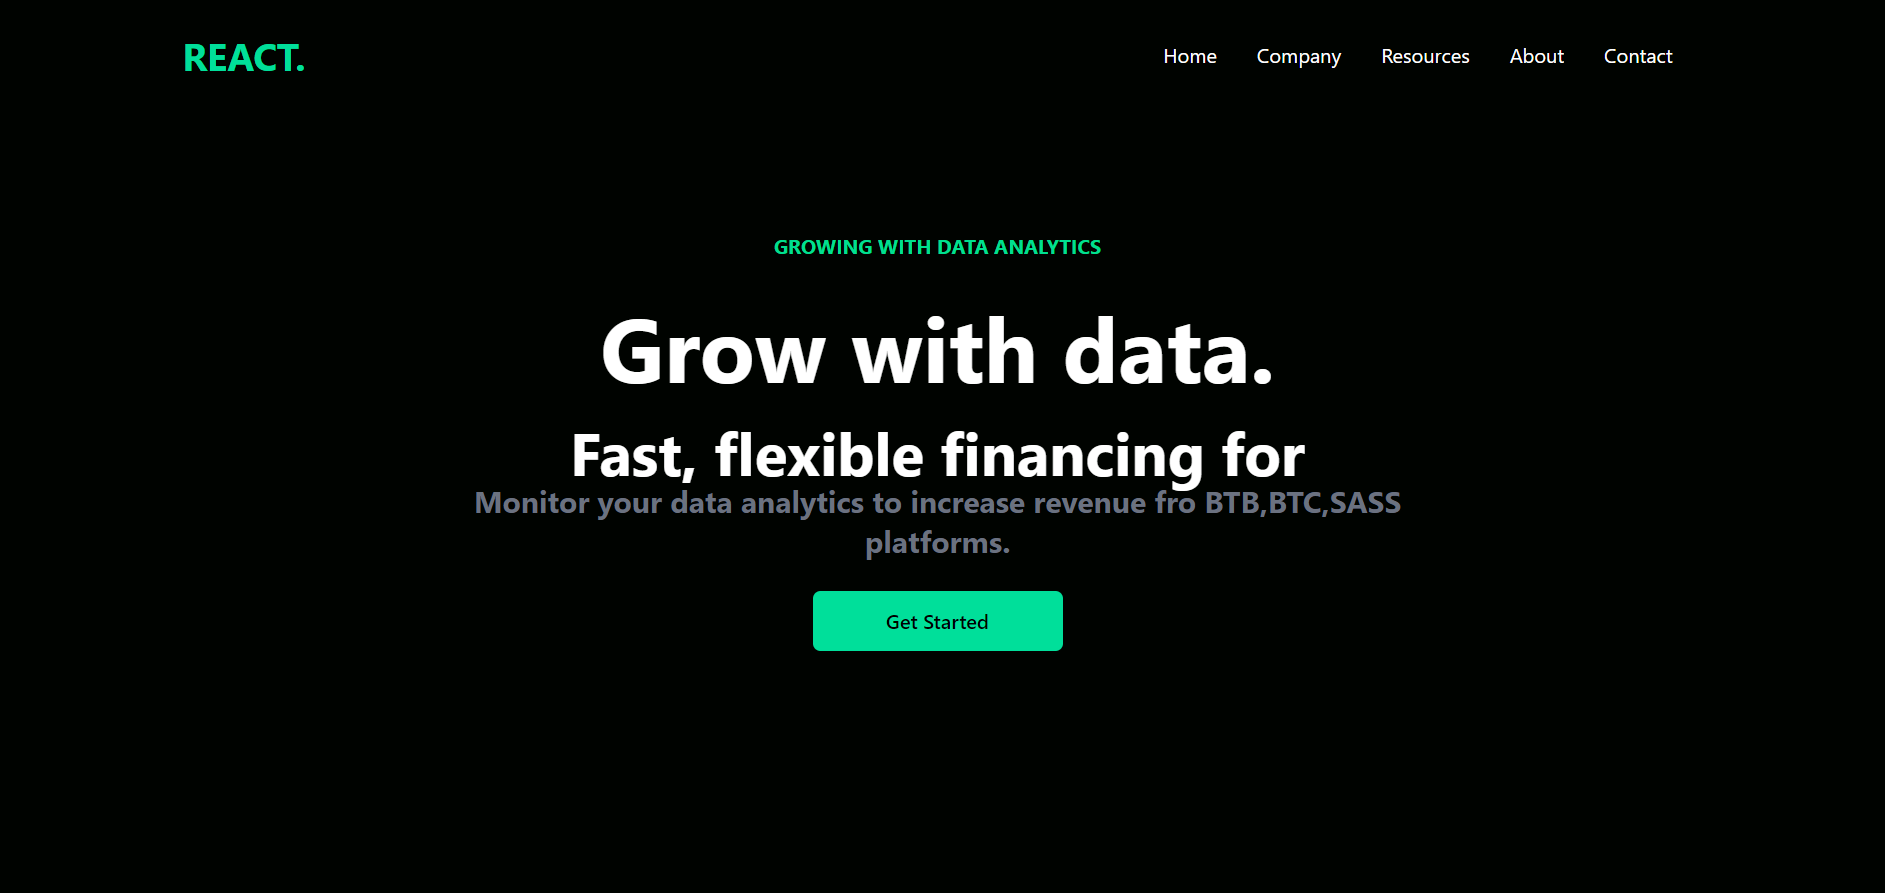 REACT.
Home Company Resources About Contact
GROWING WITH DATA ANALYTICS
Grow with data.
Fast, flexible financing for
Monitor your data analytics to increase revenue fro BTB,BTC,SASS
platforms.
Get Started